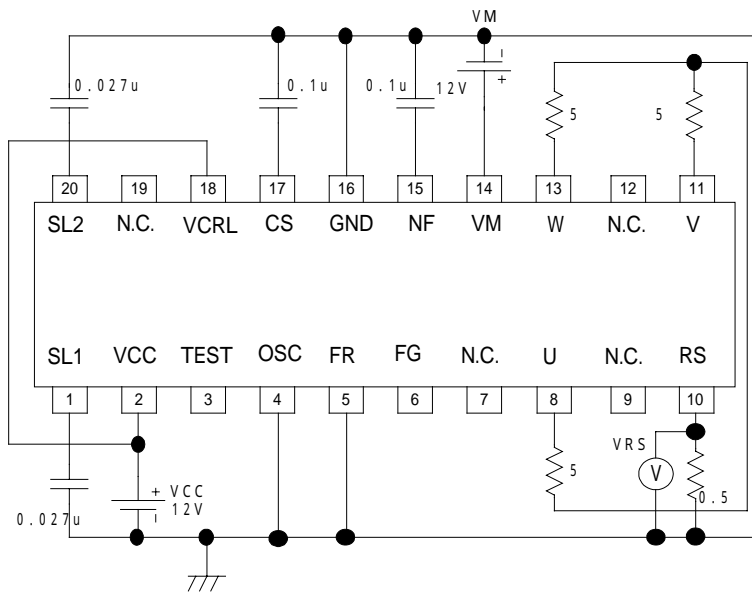 VM
0.027u
0.1u
0.1u
12V
-
+
5
5
20 19 18 17 16 15 14 13 12 11
SL2 N.C. VCRL CS GND NF VM W N.C. V
SL1 VCC TEST OSC FR FG N.C. U N.C. RS
1 2 3 4 5 6 7 8 9 10
VRS
V
5
0.5
+ VCC
12V
-
0.027u